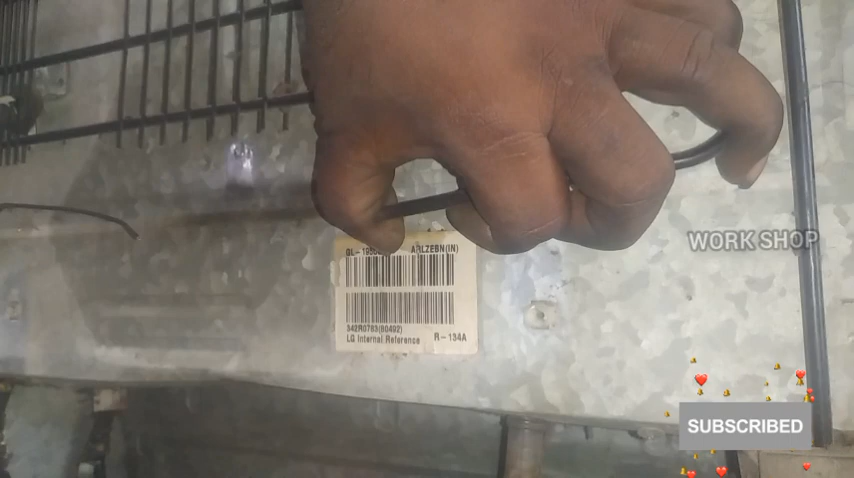 ARLZEBN(IN)
342R0783(80492)
LG Internal Reference R-134A
WORK SHOP
SUBSCRIBED